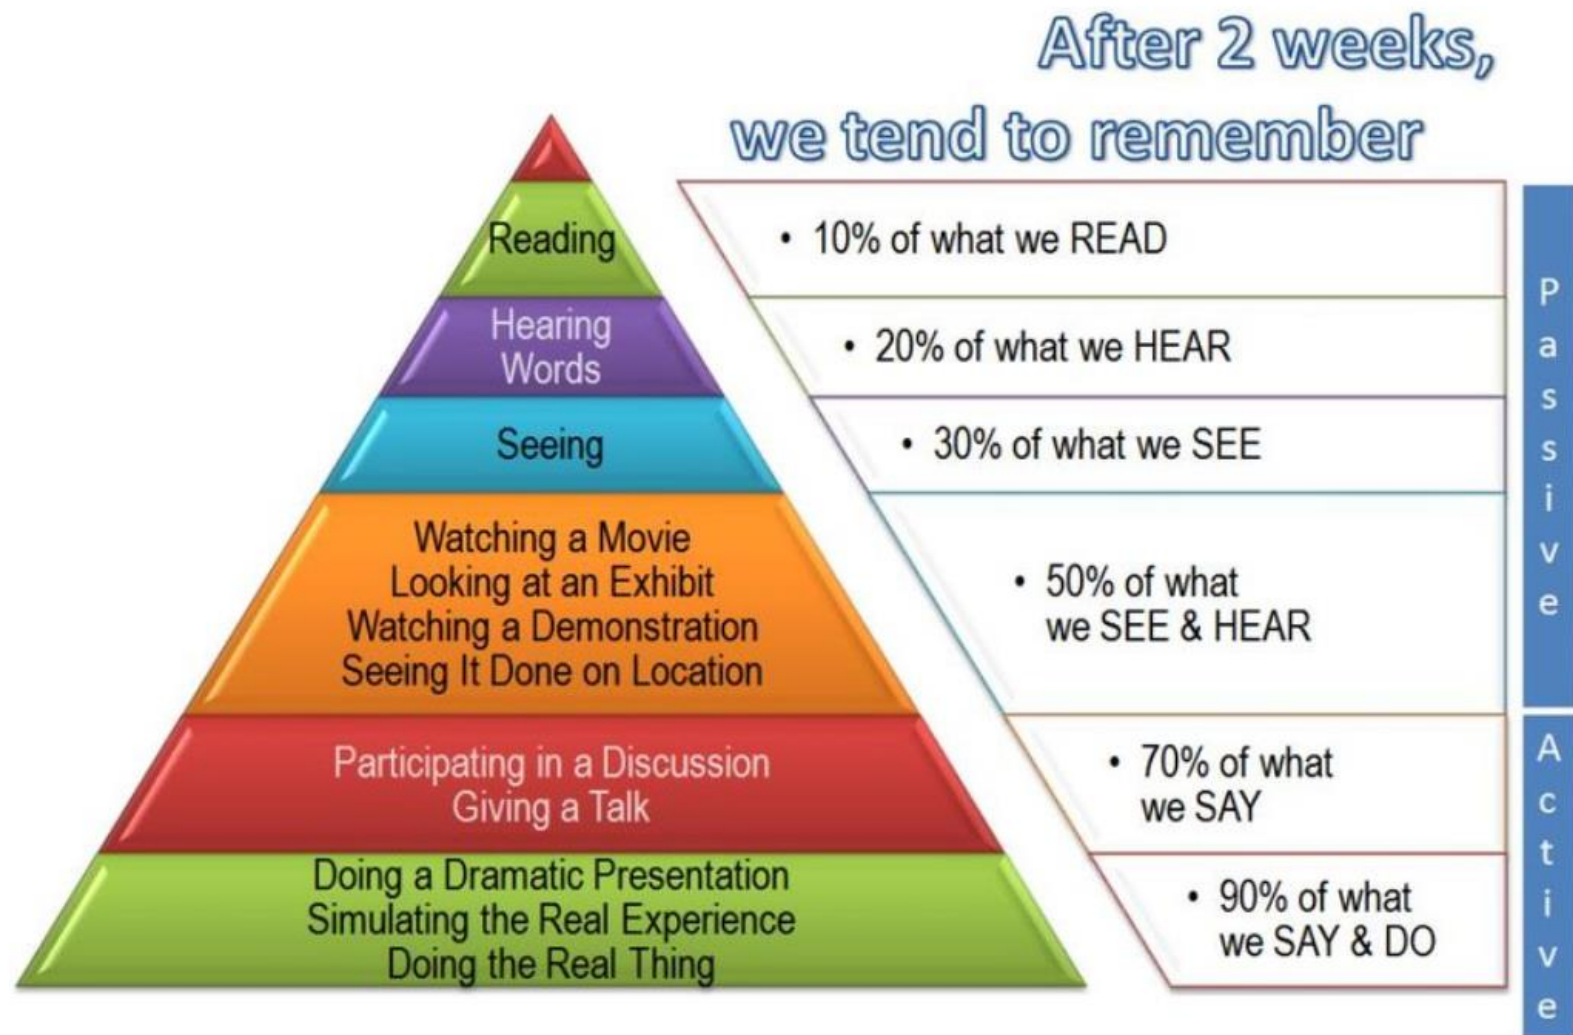 After 2 weeks,
we tend to remember
Reading
• 10% of what we READ
Hearing
Words
• 20% of what we HEAR
Seeing
• 30% of what we SEE
Watching a Movie
Looking at an Exhibit
Watching a Demonstration
Seeing It Done on Location
• 50% of what
we SEE & HEAR
Participating in a Discussion
Giving a Talk
• 70% of what
we SAY
Doing a Dramatic Presentation
Simulating the Real Experience
Doing the Real Thing
• 90% of what
we SAY & DO
Passive
Active